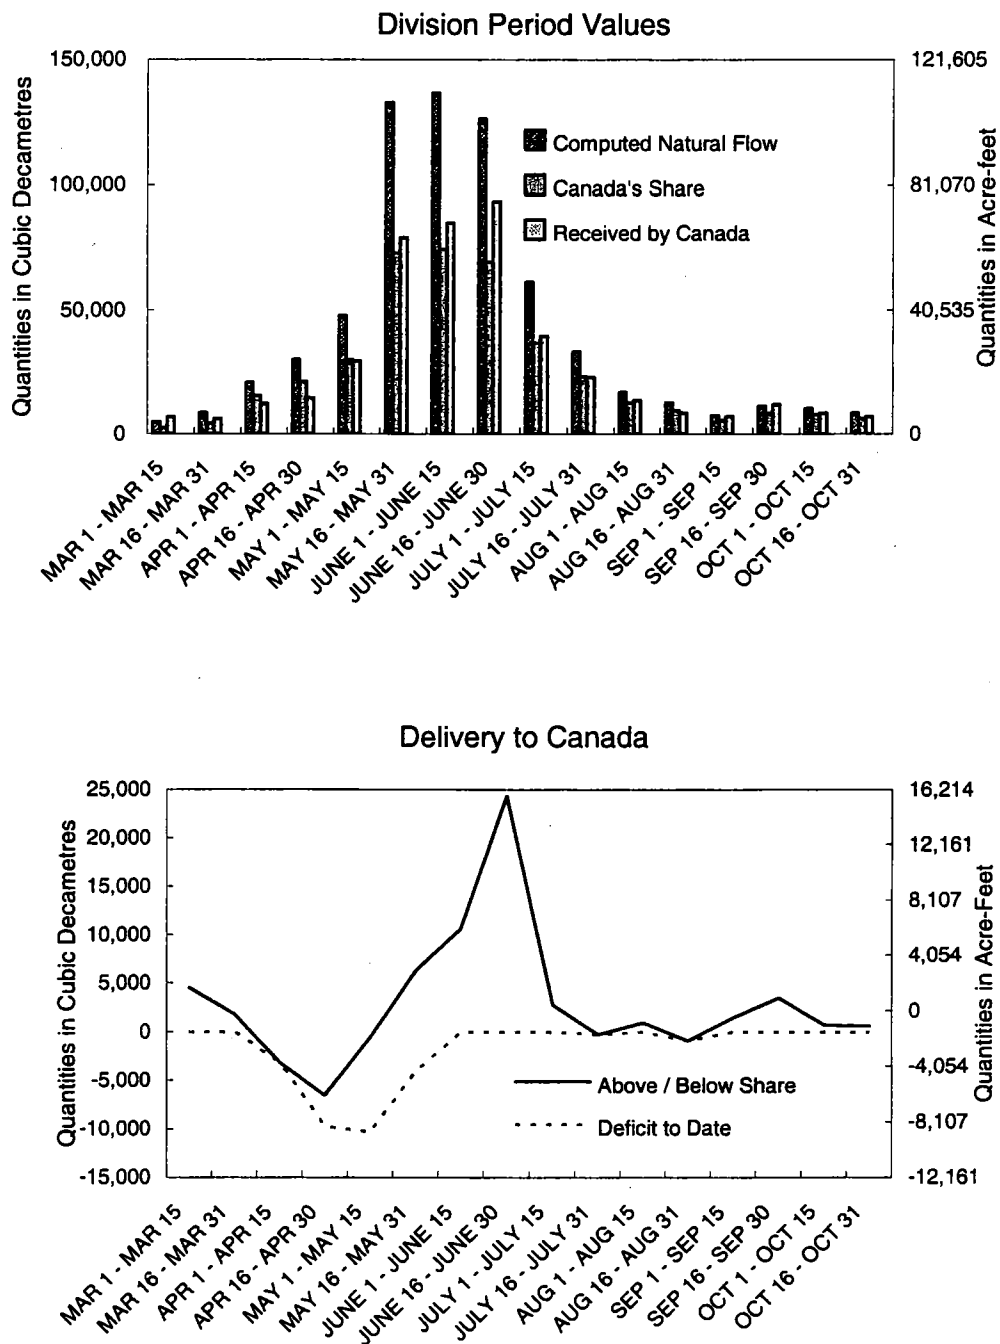 Division Period Values
Quantities in Cubic Decametres
150,000
100,000
50,000
0
121,605
81,070
40,535
0
Quantities in Acre-feet
Computed Natural Flow
Canada's Share
Received by Canada
MAR 1 - MAR 15
MAR 16 - MAR 31
APR 1 - APR 15
APR 16 - APR 30
MAY 1 - MAY 15
MAY 16 - MAY 31
JUNE 1 - JUNE 15
JUNE 16 - JUNE 30
JULY 1 - JULY 15
JULY 16 - JULY 31
AUG 1 - AUG 15
AUG 16 - AUG 31
SEP 1 - SEP 15
SEP 16 - SEP 30
OCT 1 - OCT 15
OCT 16 - OCT 31
Delivery to Canada
Quantities in Cubic Decametres
25,000
20,000
15,000
10,000
5,000
0
-5,000
-10,000
-15,000
16,214
12,161
8,107
4,054
0
-4,054
-8,107
-12,161
Quantities in Acre-Feet
Above / Below Share
Deficit to Date
MAR 1 - MAR 15
MAR 16 - MAR 31
APR 1 - APR 15
APR 16 - APR 30
MAY 1 - MAY 15
MAY 16 - MAY 31
JUNE 1 - JUNE 15
JUNE 16 - JUNE 30
JULY 1 - JULY 15
JULY 16 - JULY 31
AUG 1 - AUG 15
AUG 16 - AUG 31
SEP 1 - SEP 15
SEP 16 - SEP 30
OCT 1 - OCT 15
OCT 16 - OCT 31